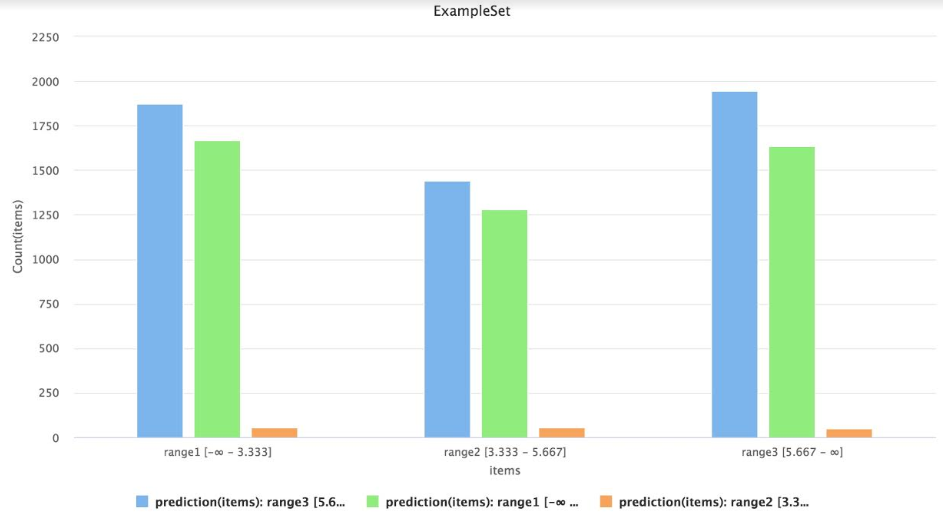 ExampleSet
2250
2000
1750
1500
1250
1000
750
500
250
0
Count(items)
range1 [-∞ - 3.333]
range2 [3.333 - 5.667]
range3 [5.667 - ∞]
items
prediction(items): range3 [5.6...
prediction(items): range1 [-∞ ...
prediction(items): range2 [3.3...